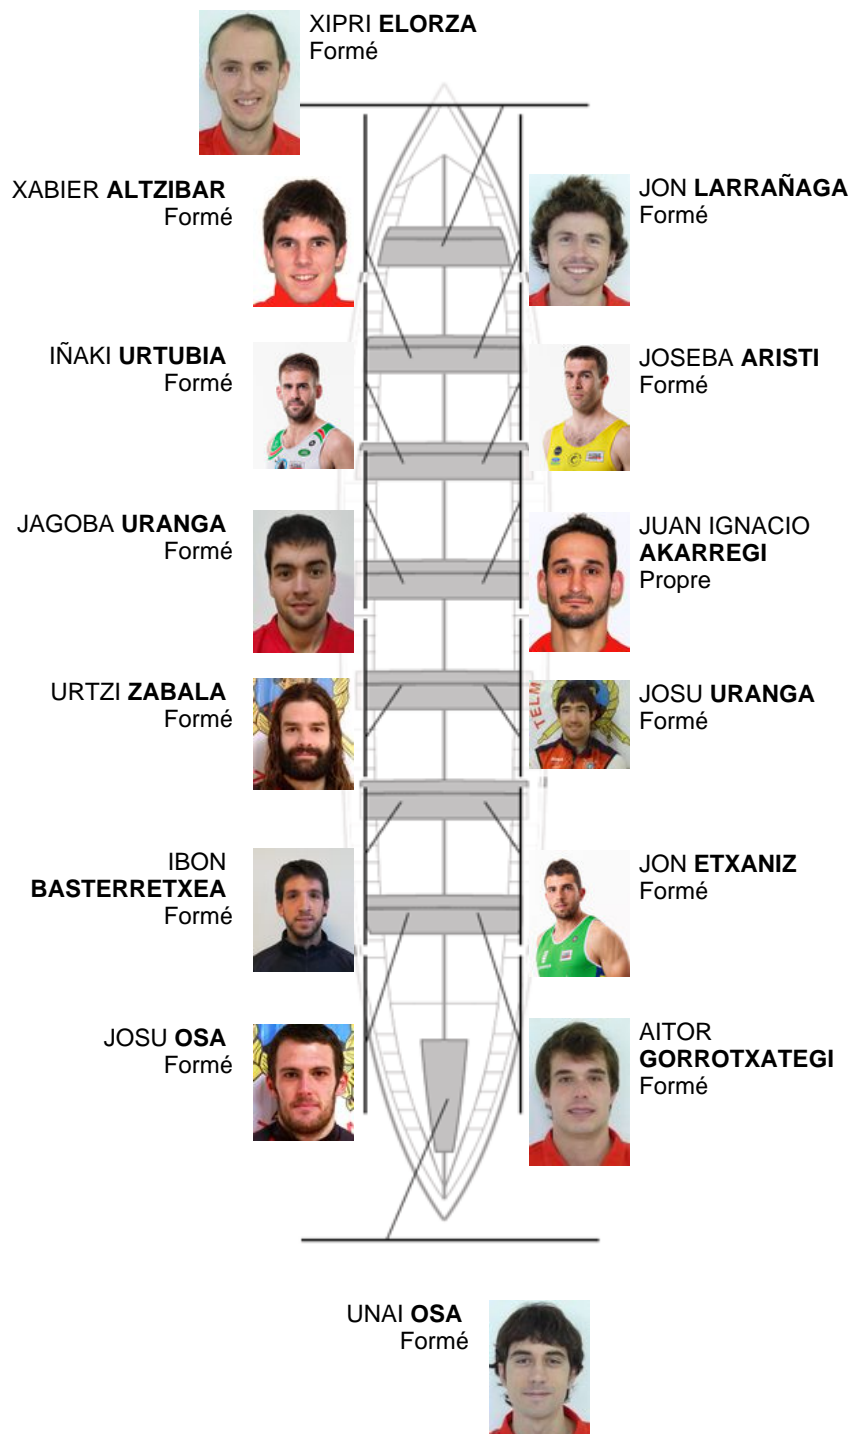 XIPRI ELORZA
Formé
XABIER ALTZIBAR
Formé
JON LARRAÑAGA
Formé
IÑAKI URTUBIA
Formé
JOSEBA ARISTI
Formé
JAGOBA URANGA
Formé
JUAN IGNACIO
AKARREGI
Propre
URTZI ZABALA
Formé
TELM
JOSU URANGA
Formé
IBON
BASTERRETXEA
Formé
JON ETXANIZ
Formé
JOSU OSA
Formé
AITOR
GORROTXATEGI
Formé
UNAI OSA
Formé